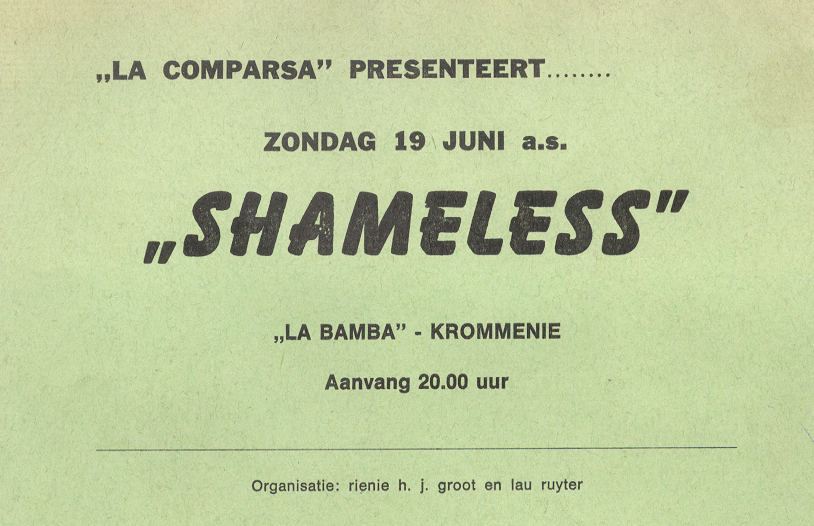 „LA COMPARSA” PRESENTEERT........
ZONDAG 19 JUNI a.s.
„SHAMELESS”
„LA BAMBA” - KROMMENIE
Aanvang 20.00 uur
Organisatie: rienie h. j. groot en lau ruyter